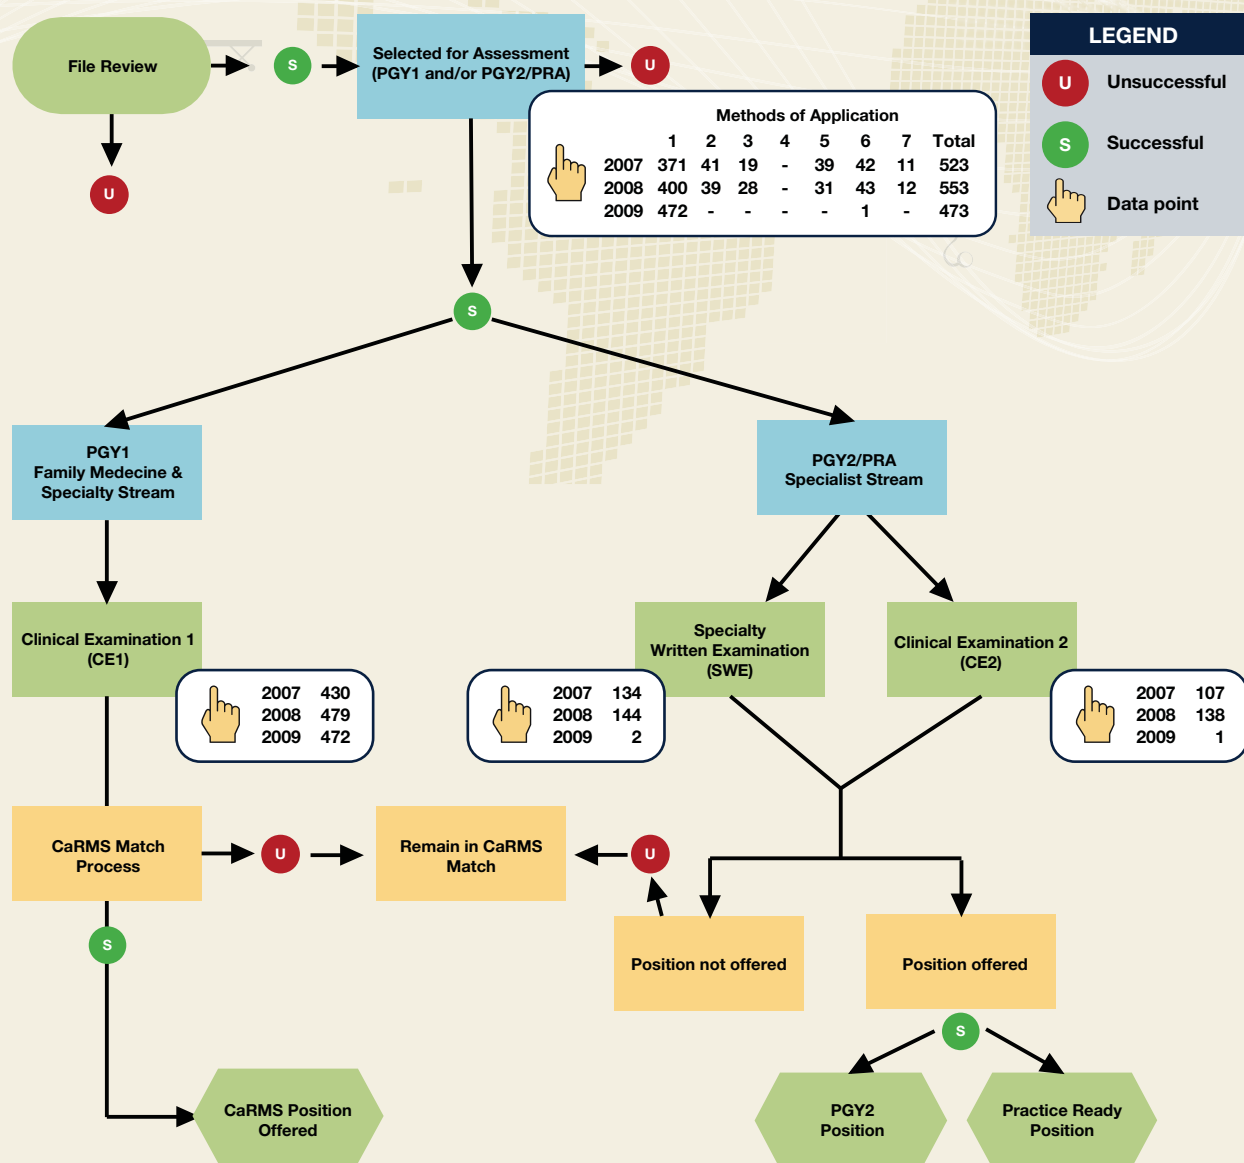 File Review
S
Selected for Assessment
(PGY1 and/or PGY2/PRA)
U
LEGEND
U Unsuccessful
S Successful
Data point
U
Methods of Application
1 2 3 4 5 6 7 Total
2007 371 41 19 - 39 42 11 523
2008 400 39 28 - 31 43 12 553
2009 472 - - - - 1 - 473
S
PGY1
Family Medecine &
Specialty Stream
PGY2/PRA
Specialist Stream
Clinical Examination 1
(CE1)
2007 430
2008 479
2009 472
Specialty
Written Examination
(SWE)
2007 134
2008 144
2009 2
Clinical Examination 2
(CE2)
2007 107
2008 138
2009 1
CaRMS Match
Process
U
Remain in CaRMS
Match
U
S
Position not offered
Position offered
S
CaRMS Position
Offered
PGY2
Position
Practice Ready
Position